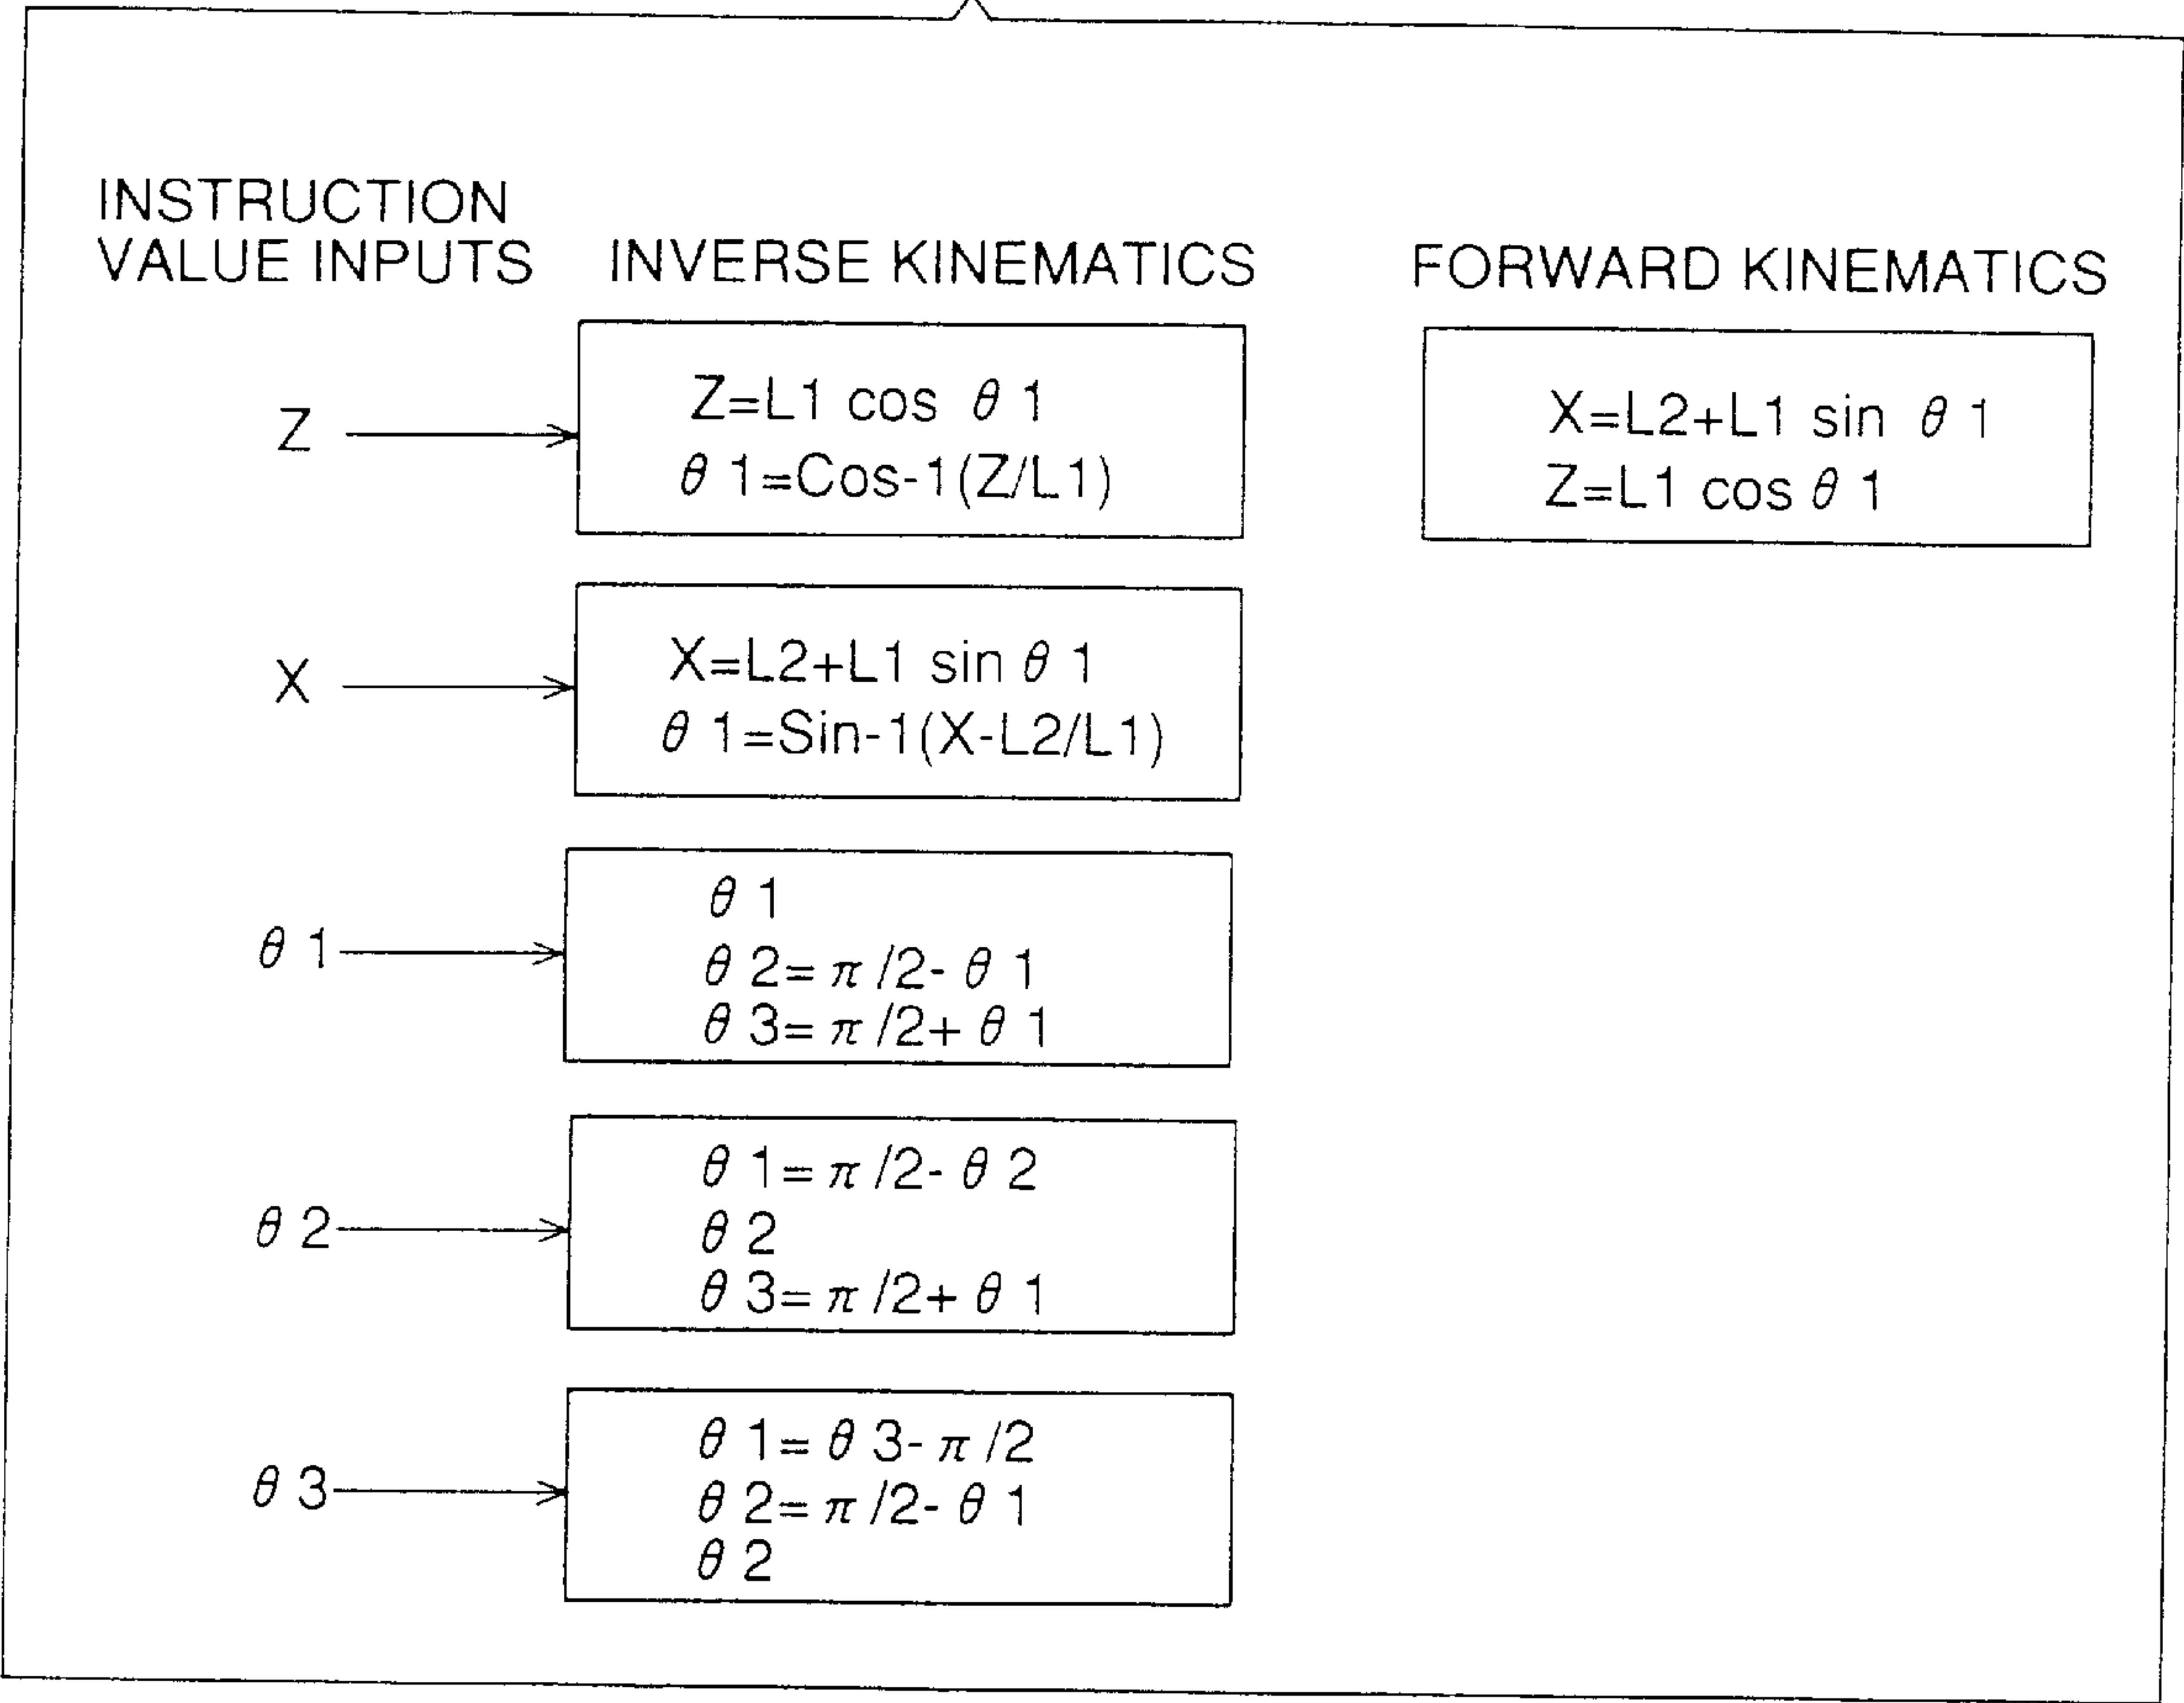 INSTRUCTION
VALUE INPUTS
INVERSE KINEMATICS
FORWARD KINEMATICS
Z
Z=L1 cos θ 1
θ 1=Cos-1(Z/L1)
X=L2+L1 sin θ 1
Z=L1 cos θ 1
X
X=L2+L1 sin θ 1
θ 1=Sin-1(X-L2/L1)
θ 1
θ 1
θ 2=π/2-θ 1
θ 3=π/2+θ 1
θ 2
θ 1=π/2-θ 2
θ 2
θ 3=π/2+θ 1
θ 3
θ 1=θ 3-π/2
θ 2=π/2-θ 1
θ 2